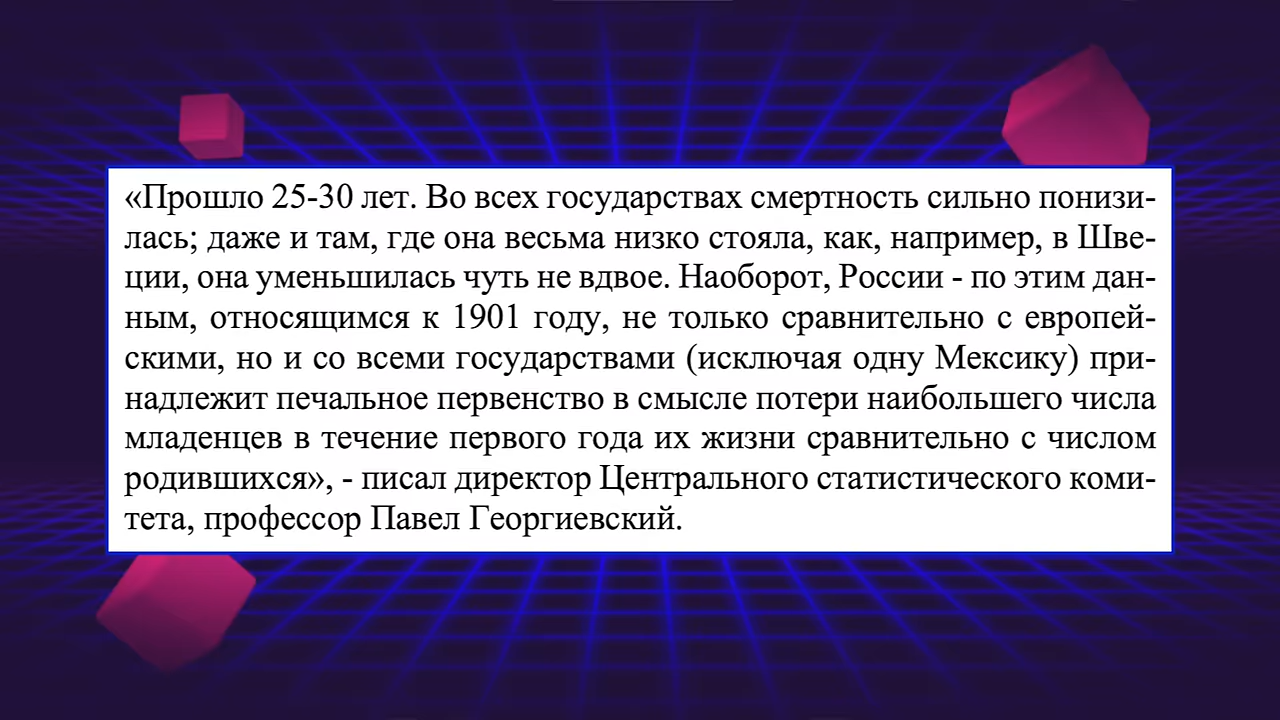 «Прошло 25-30 лет. Во всех государствах смертность сильно понизи-
лась; даже и там, где она весьма низко стояла, как, например, в Шве-
ции, она уменьшилась чуть не вдвое. Наоборот, России - по этим дан-
ным, относящимся к 1901 году, не только сравнительно с европей-
скими, но и со всеми государствами (исключая одну Мексику) при-
надлежит печальное первенство в смысле потери наибольшего числа
младенцев в течение первого года их жизни сравнительно с числом
родившихся», - писал директор Центрального статистического коми-
тета, профессор Павел Георгиевский.